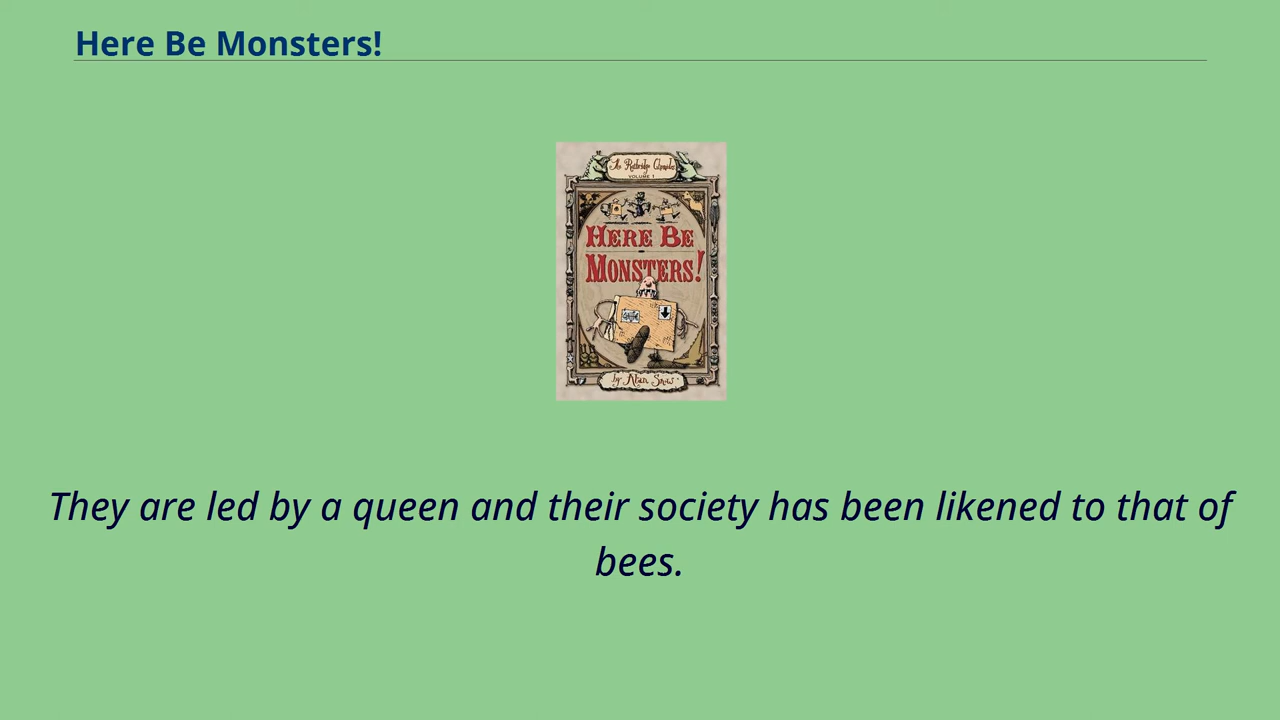 Here Be Monsters!
The Ratbridge Chronicles
VOLUME 1
HERE BE
MONSTERS!
by Alan Snow
They are led by a queen and their society has been likened to that of
bees.